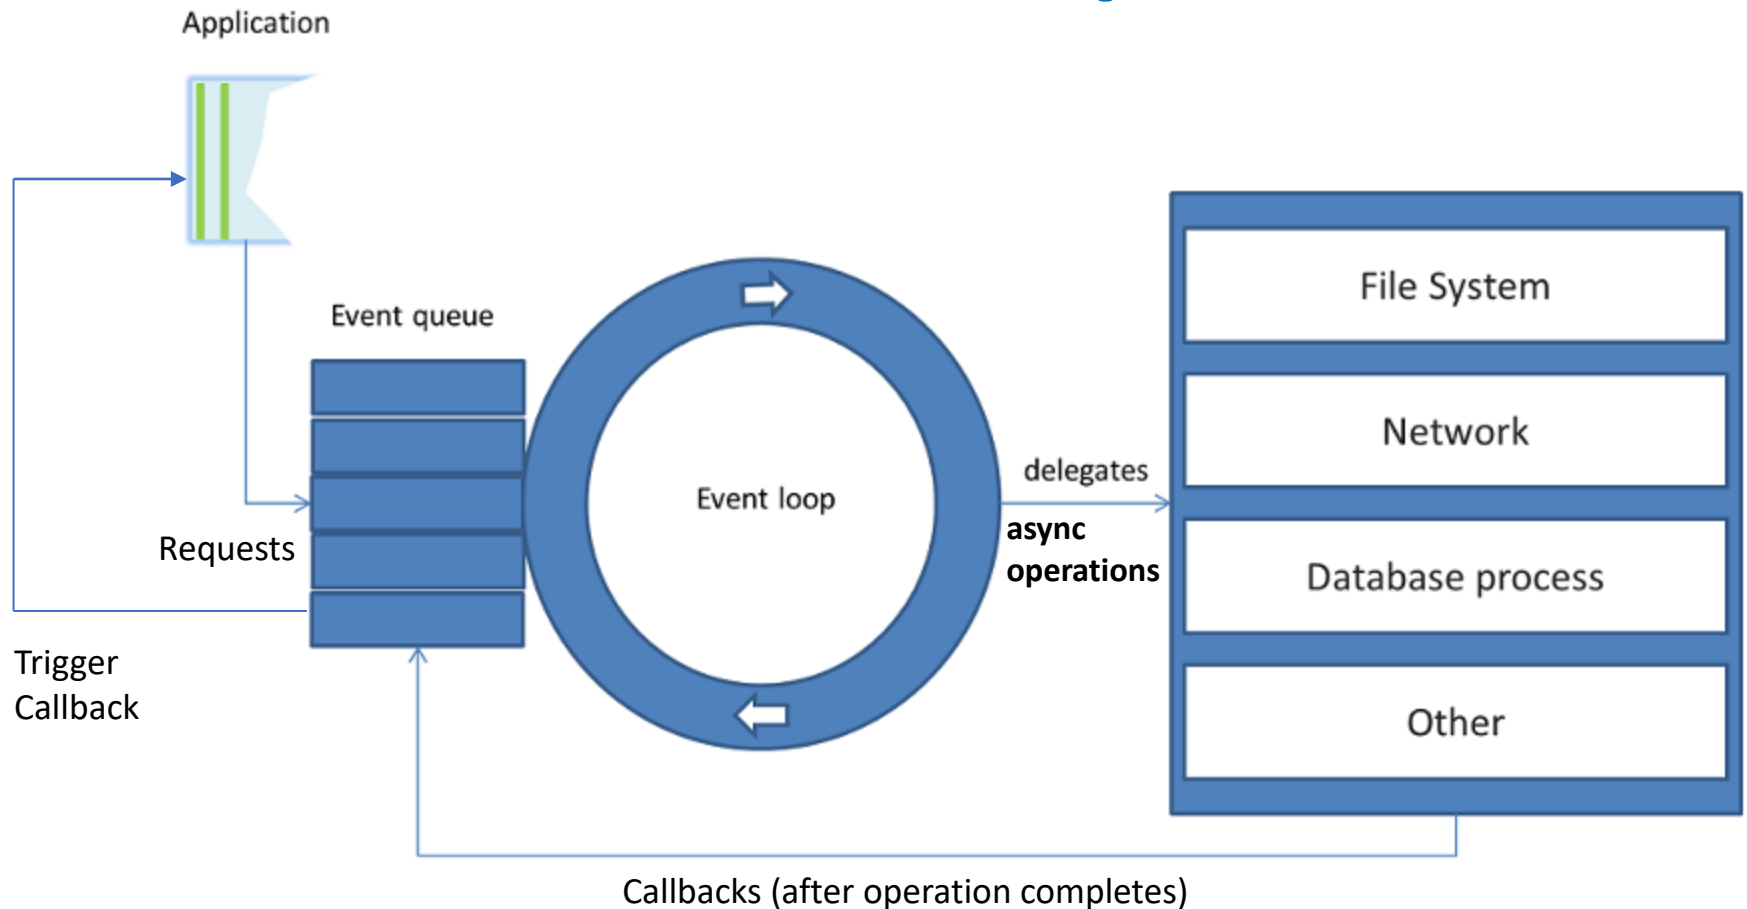 Application
Event queue
Event loop
Requests
Trigger
Callback
delegates
async
operations
File System
Network
Database process
Other
Callbacks (after operation completes)